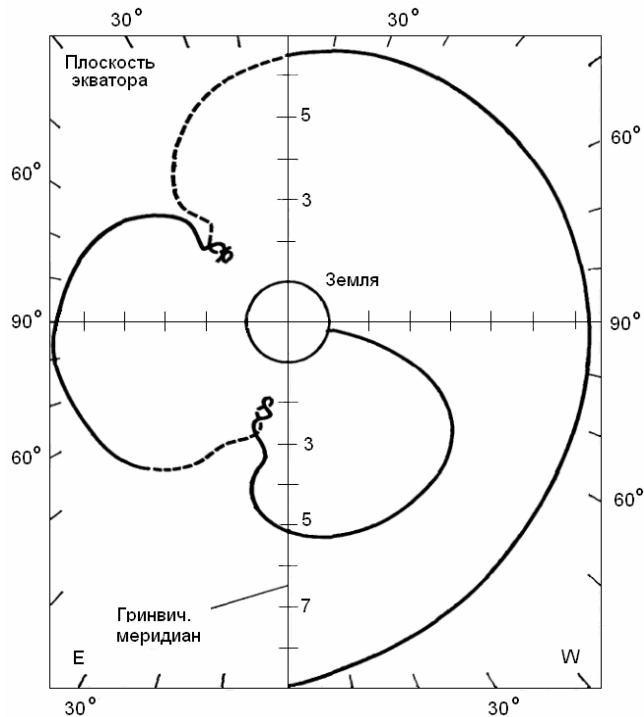 30° 30°
Плоскость
экватора
5
60°
60°
3
Земля
90° 90°
3
60°
60°
5
Гринвич.
меридиан
7
E W
30° 30°